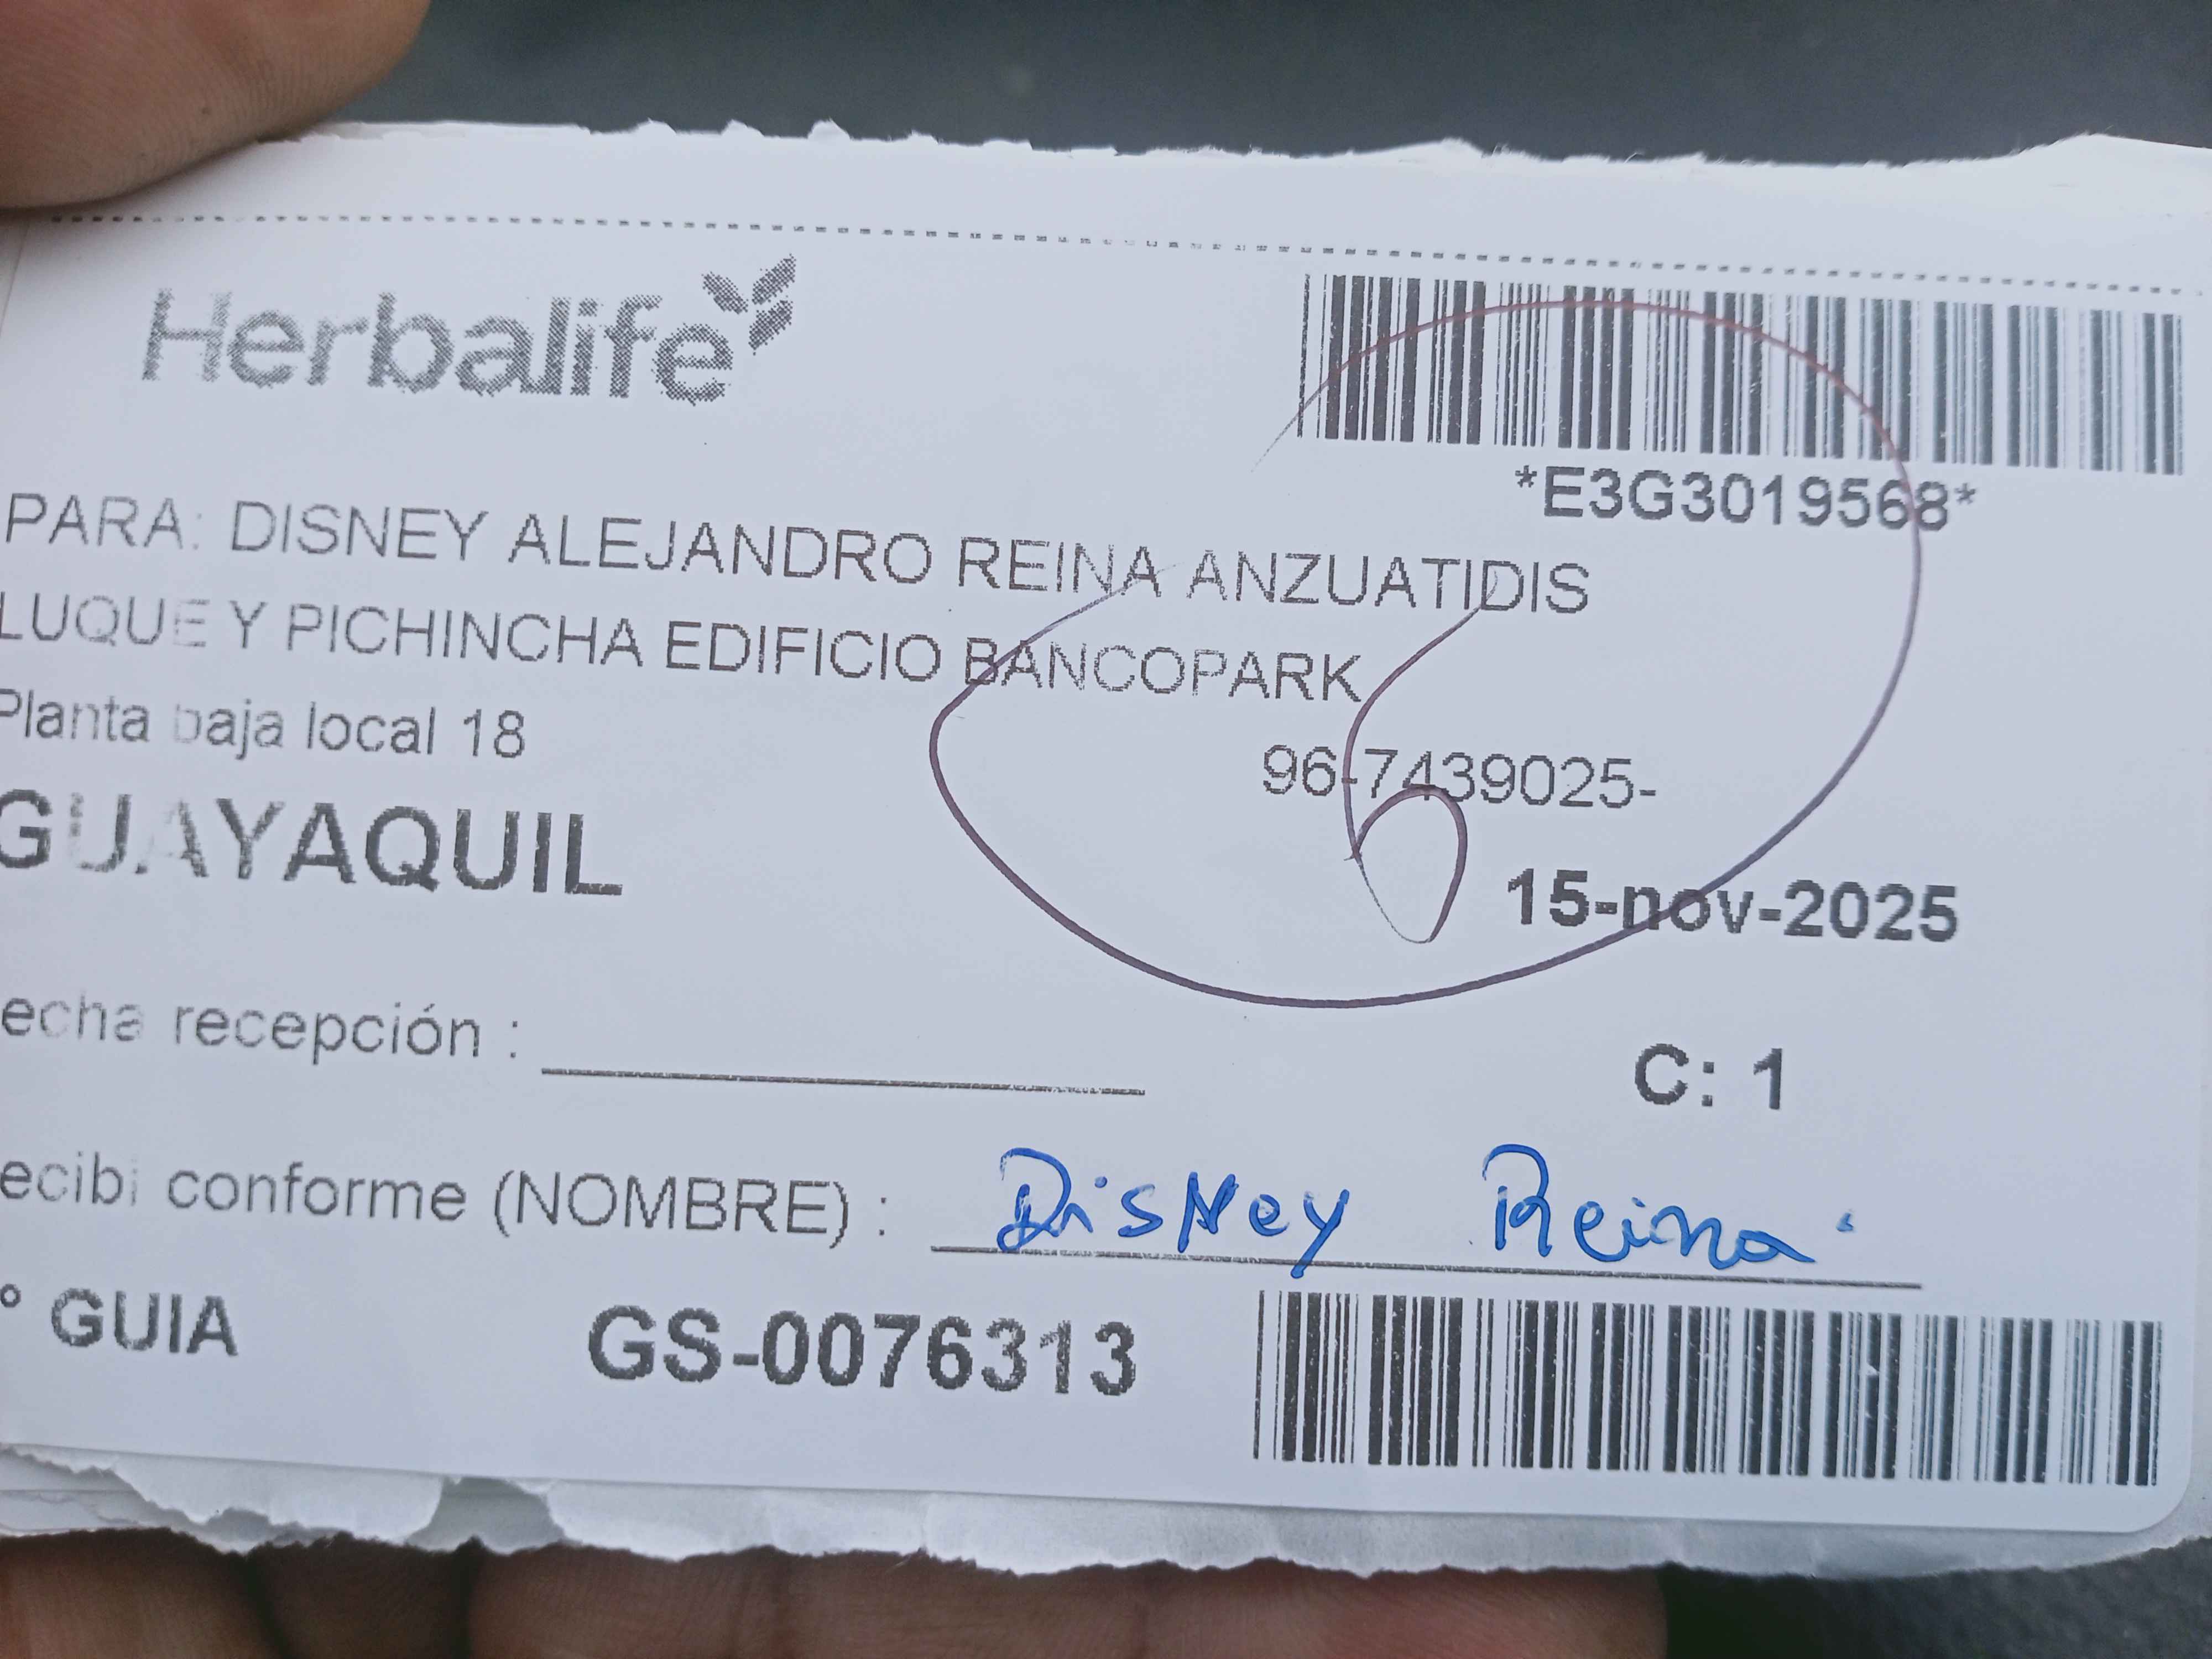 Herbalife
*E3G3019568*
PARA: DISNEY ALEJANDRO REINA ANZUATIDIS
LUQUE Y PICHINCHA EDIFICIO BANCOPARK
Planta baja local 18
96-7439025-
GUAYAQUIL
15-nov-2025
echa recepción :
C: 1
ecibi conforme (NOMBRE) : Disney Reina
° GUIA GS-0076313